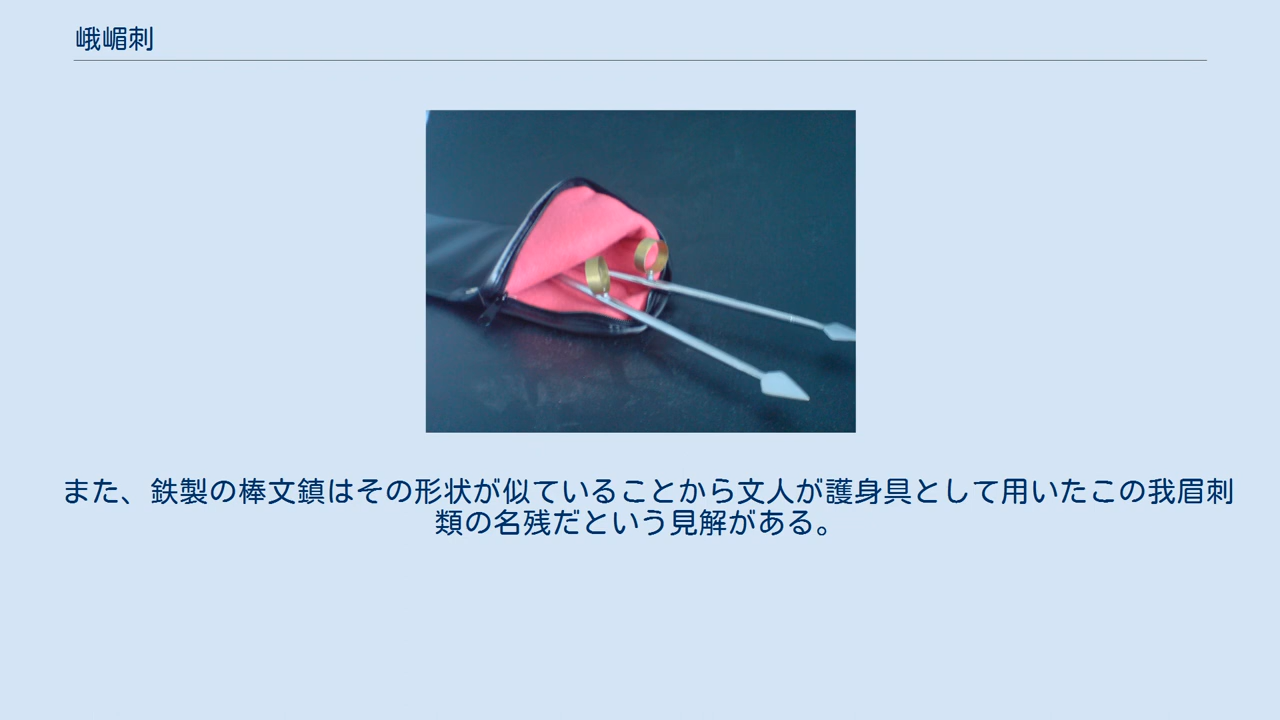 峨嵋刺
また、鉄製の棒文鎮はその形状が似ていることから文人が護身具として用いたこの我眉刺
類の名残だという見解がある。